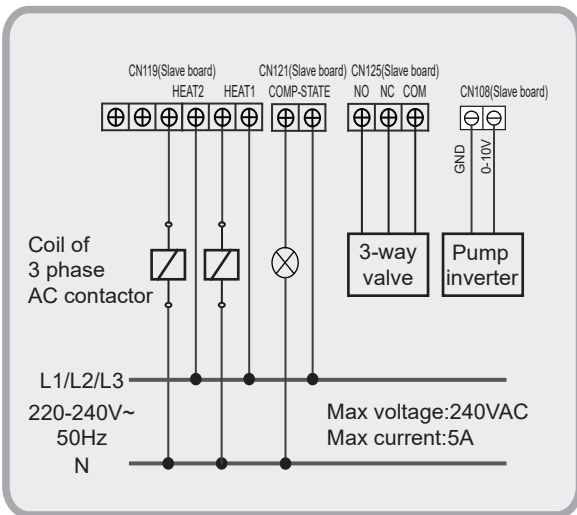 CN119(Slave board) CN121(Slave board) CN125(Slave board)
CN108(Slave board)
HEAT2 HEAT1 COMP-STATE NO NC COM
GND
0-10V
Coil of
3 phase
AC contactor
3-way
valve
Pump
inverter
L1/L2/L3
220-240V~
50Hz
N
Max voltage:240VAC
Max current:5A